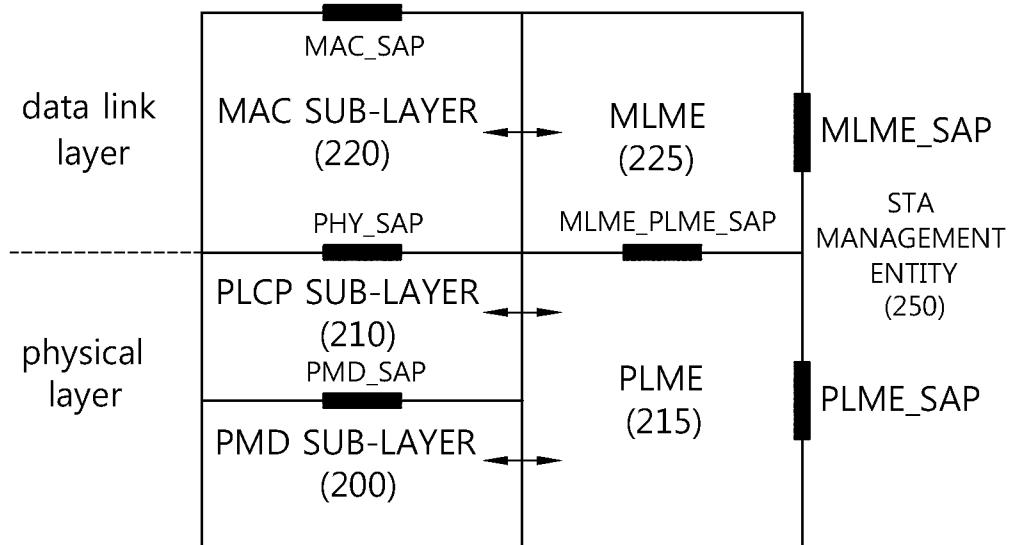 MAC_SAP
data link
layer
MAC SUB-LAYER
(220)
MLME
(225)
MLME_SAP
PHY_SAP
MLME_PLME_SAP
STA
MANAGEMENT
ENTITY
(250)
PLCP SUB-LAYER
(210)
physical
layer
PMD_SAP
PLME
(215)
PLME_SAP
PMD SUB-LAYER
(200)